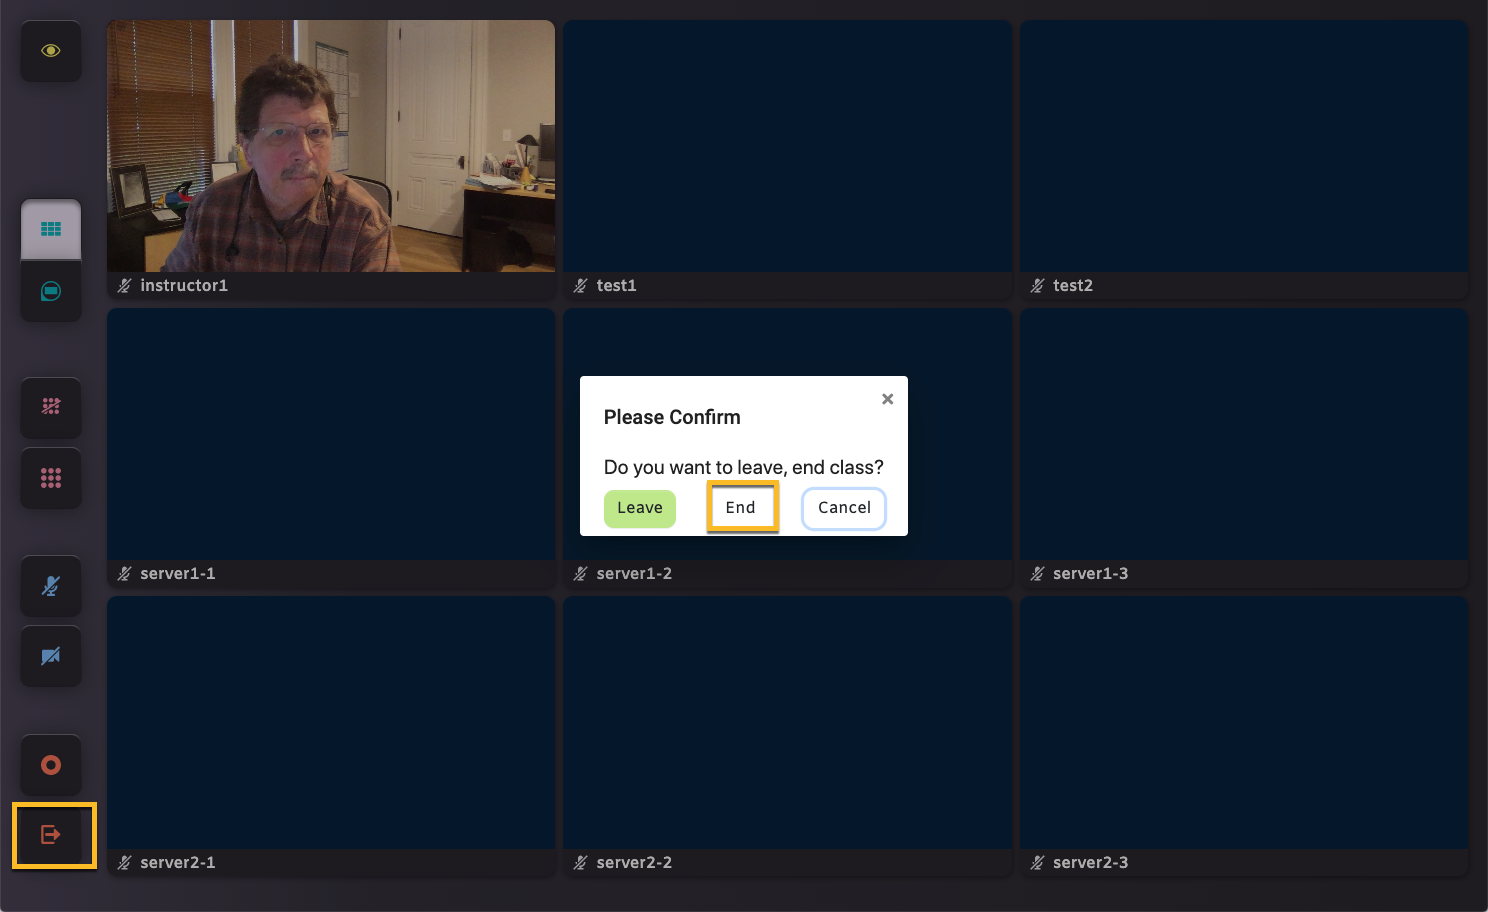 instructor1
test1
test2
×
Please Confirm
Do you want to leave, end class?
Leave
End
Cancel
server1-1
server1-2
server1-3
server2-1
server2-2
server2-3